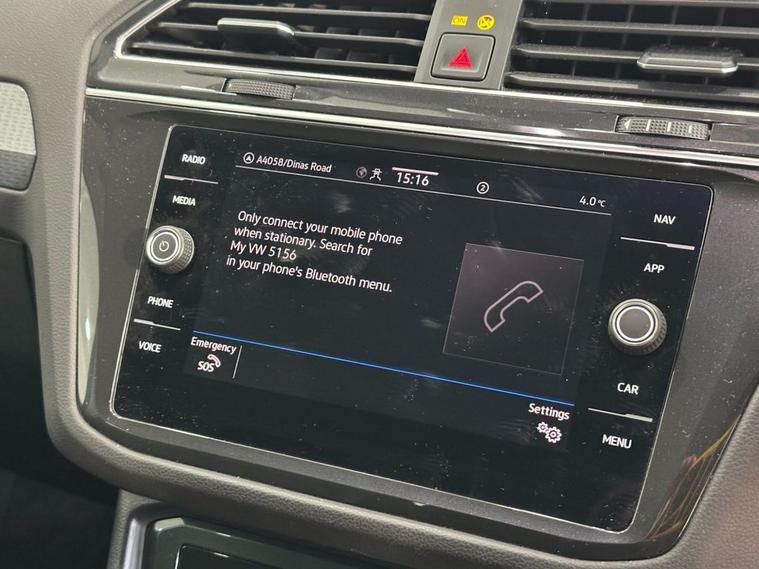 ON
RADIO
MEDIA
PHONE
VOICE
A4058/Dinas Road
15:16
2
4.0 °C
Only connect your mobile phone
when stationary. Search for
My VW 5156
in your phone's Bluetooth menu.
Emergency
SOS
Settings
NAV
APP
CAR
MENU